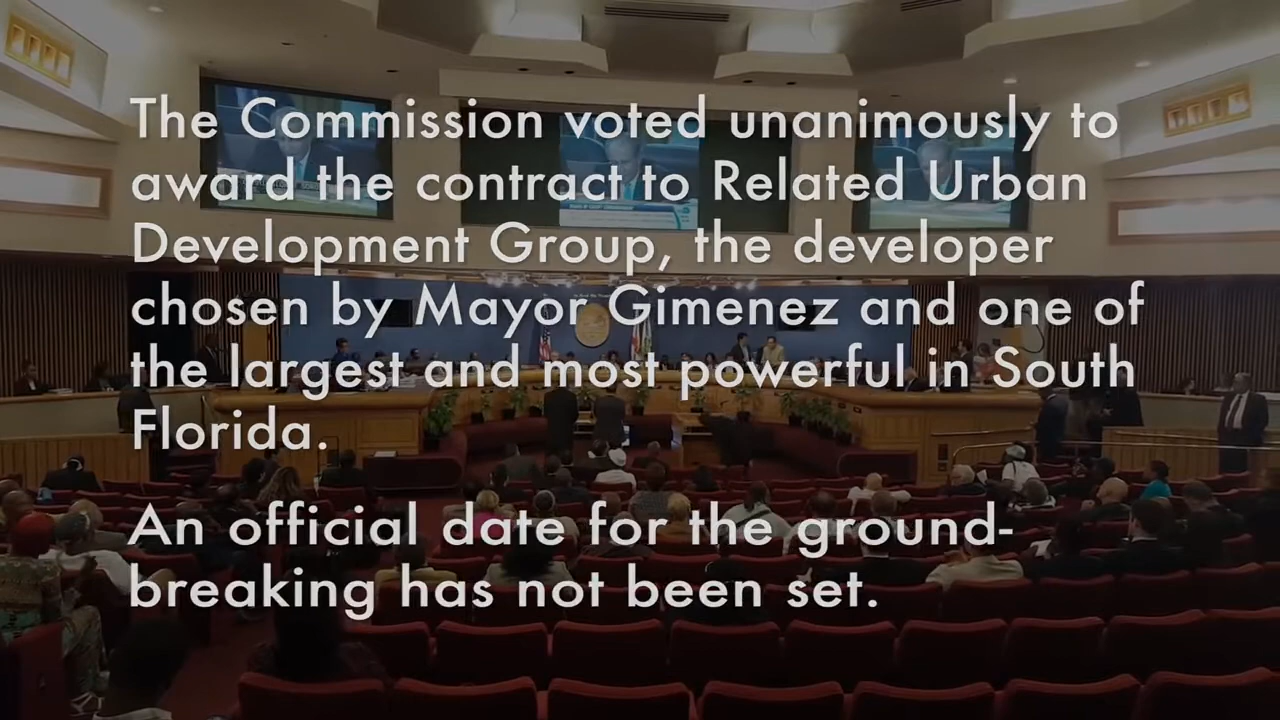 The Commission voted unanimously to
award the contract to Related Urban
Development Group, the developer
chosen by Mayor Gimenez and one of
the largest and most powerful in South
Florida.
An official date for the ground-
breaking has not been set.